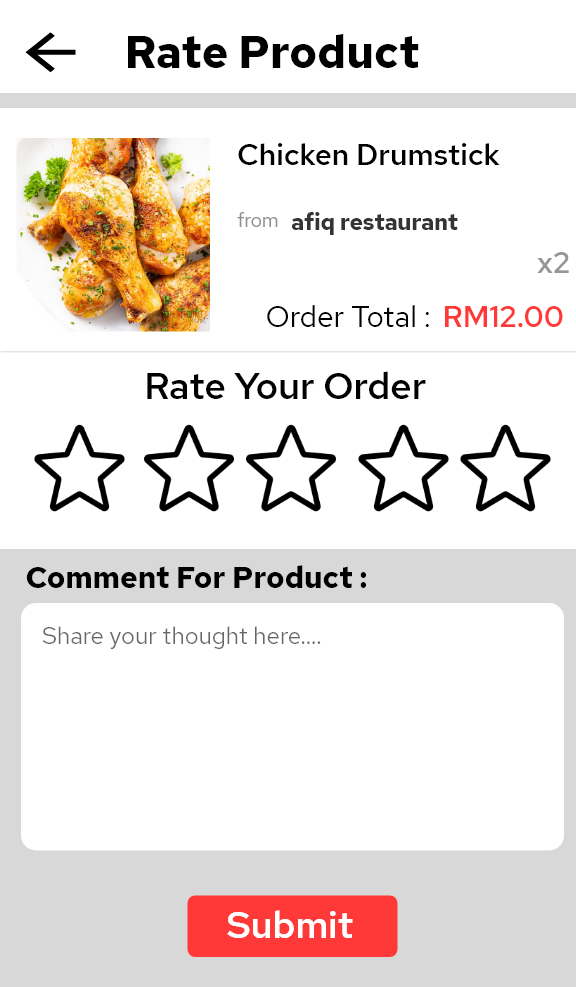 Rate Product
Chicken Drumstick
from afiq restaurant
x2
Order Total : RM12.00
Rate Your Order
Comment For Product :
Share your thought here....
Submit